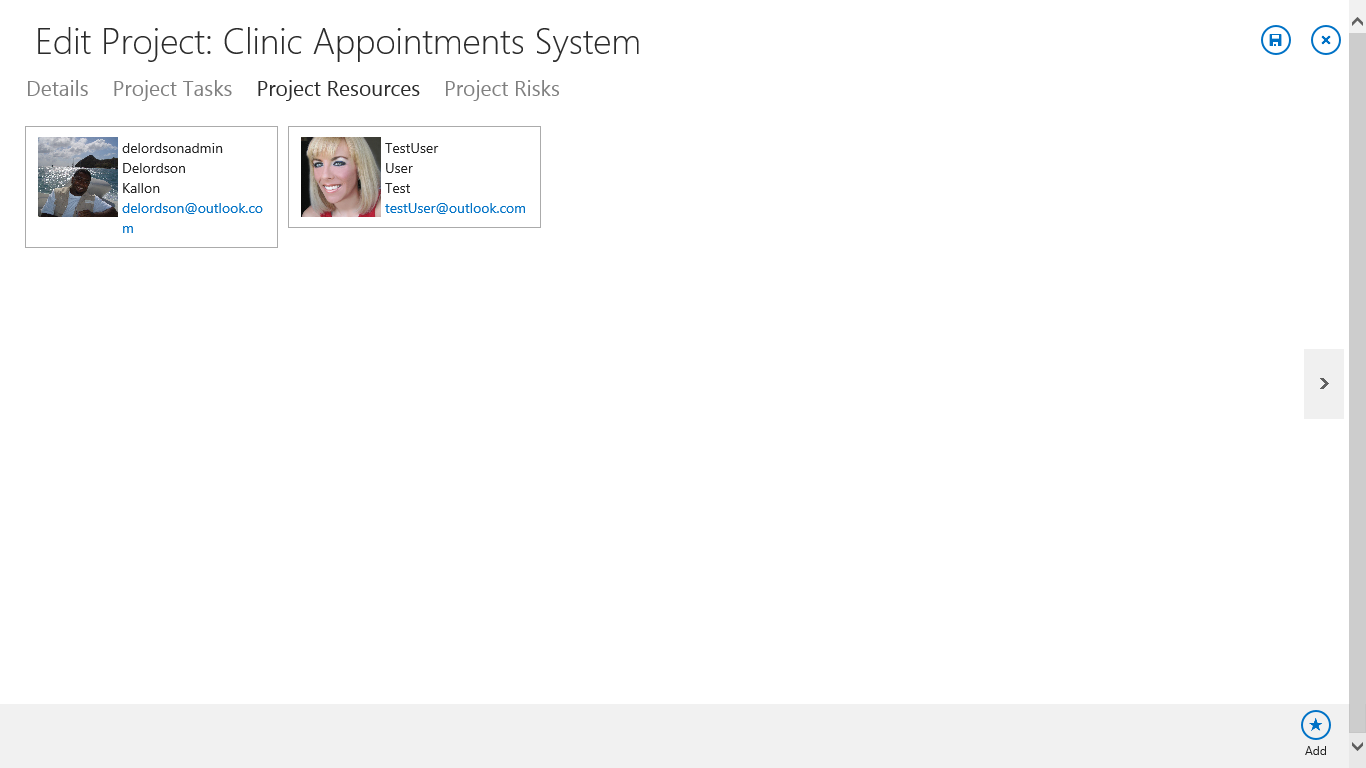 Edit Project: Clinic Appointments System
Details Project Tasks Project Resources Project Risks
delordsonadmin
Delordson
Kallon
delordson@outlook.co
m
TestUser
User
Test
testUser@outlook.com
Add